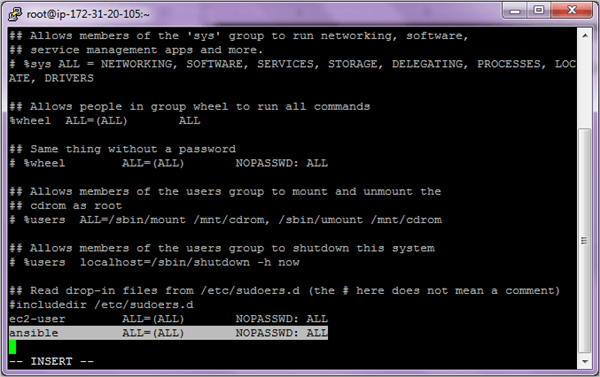 root@ip-172-31-20-105:~
## Allows members of the 'sys' group to run networking, software,
## service management apps and more.
# %sys ALL = NETWORKING, SOFTWARE, SERVICES, STORAGE, DELEGATING, PROCESSES, LOC
ATE, DRIVERS
## Allows people in group wheel to run all commands
%wheel  ALL=(ALL)       ALL
## Same thing without a password
# %wheel        ALL=(ALL)       NOPASSWD: ALL
## Allows members of the users group to mount and unmount the
## cdrom as root
# %users  ALL=/sbin/mount /mnt/cdrom, /sbin/umount /mnt/cdrom
## Allows members of the users group to shutdown this system
# %users  localhost=/sbin/shutdown -h now
## Read drop-in files from /etc/sudoers.d (the # here does not mean a comment)
#includedir /etc/sudoers.d
ec2-user        ALL=(ALL)       NOPASSWD: ALL
ansible         ALL=(ALL)       NOPASSWD: ALL
-- INSERT --